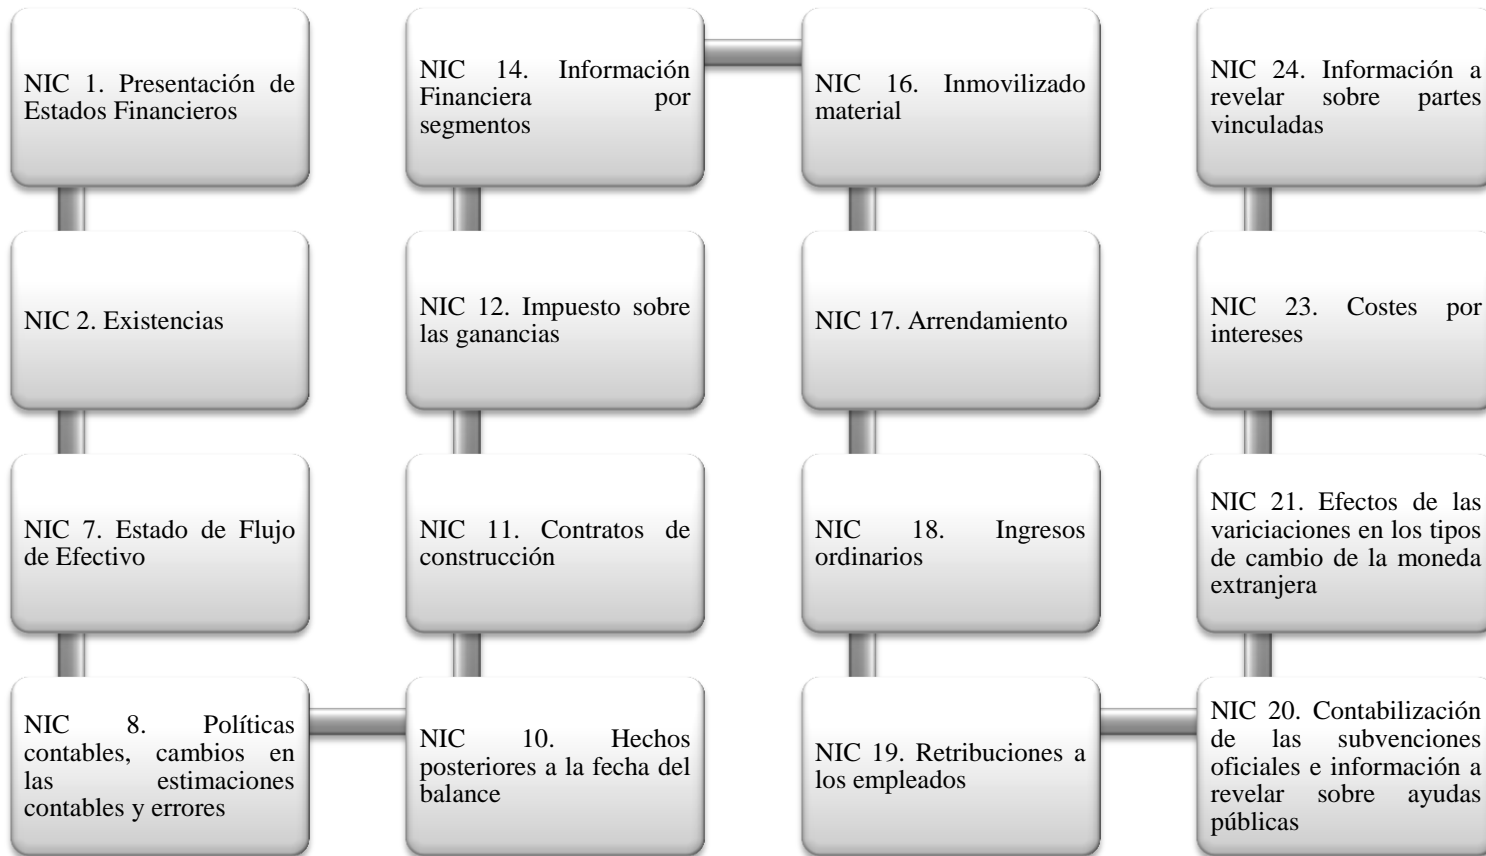 NIC 1. Presentación de
Estados Financieros
NIC 2. Existencias
NIC 7. Estado de Flujo
de Efectivo
NIC 8. Políticas
contables, cambios en
las estimaciones
contables y errores
NIC 10. Hechos
posteriores a la fecha del
balance
NIC 11. Contratos de
construcción
NIC 12. Impuesto sobre
las ganancias
NIC 14. Información
Financiera por
segmentos
NIC 16. Inmovilizado
material
NIC 17. Arrendamiento
NIC 18. Ingresos
ordinarios
NIC 19. Retribuciones a
los empleados
NIC 20. Contabilización
de las subvenciones
oficiales e información a
revelar sobre ayudas
públicas
NIC 21. Efectos de las
variciaciones en los tipos
de cambio de la moneda
extranjera
NIC 23. Costes por
intereses
NIC 24. Información a
revelar sobre partes
vinculadas